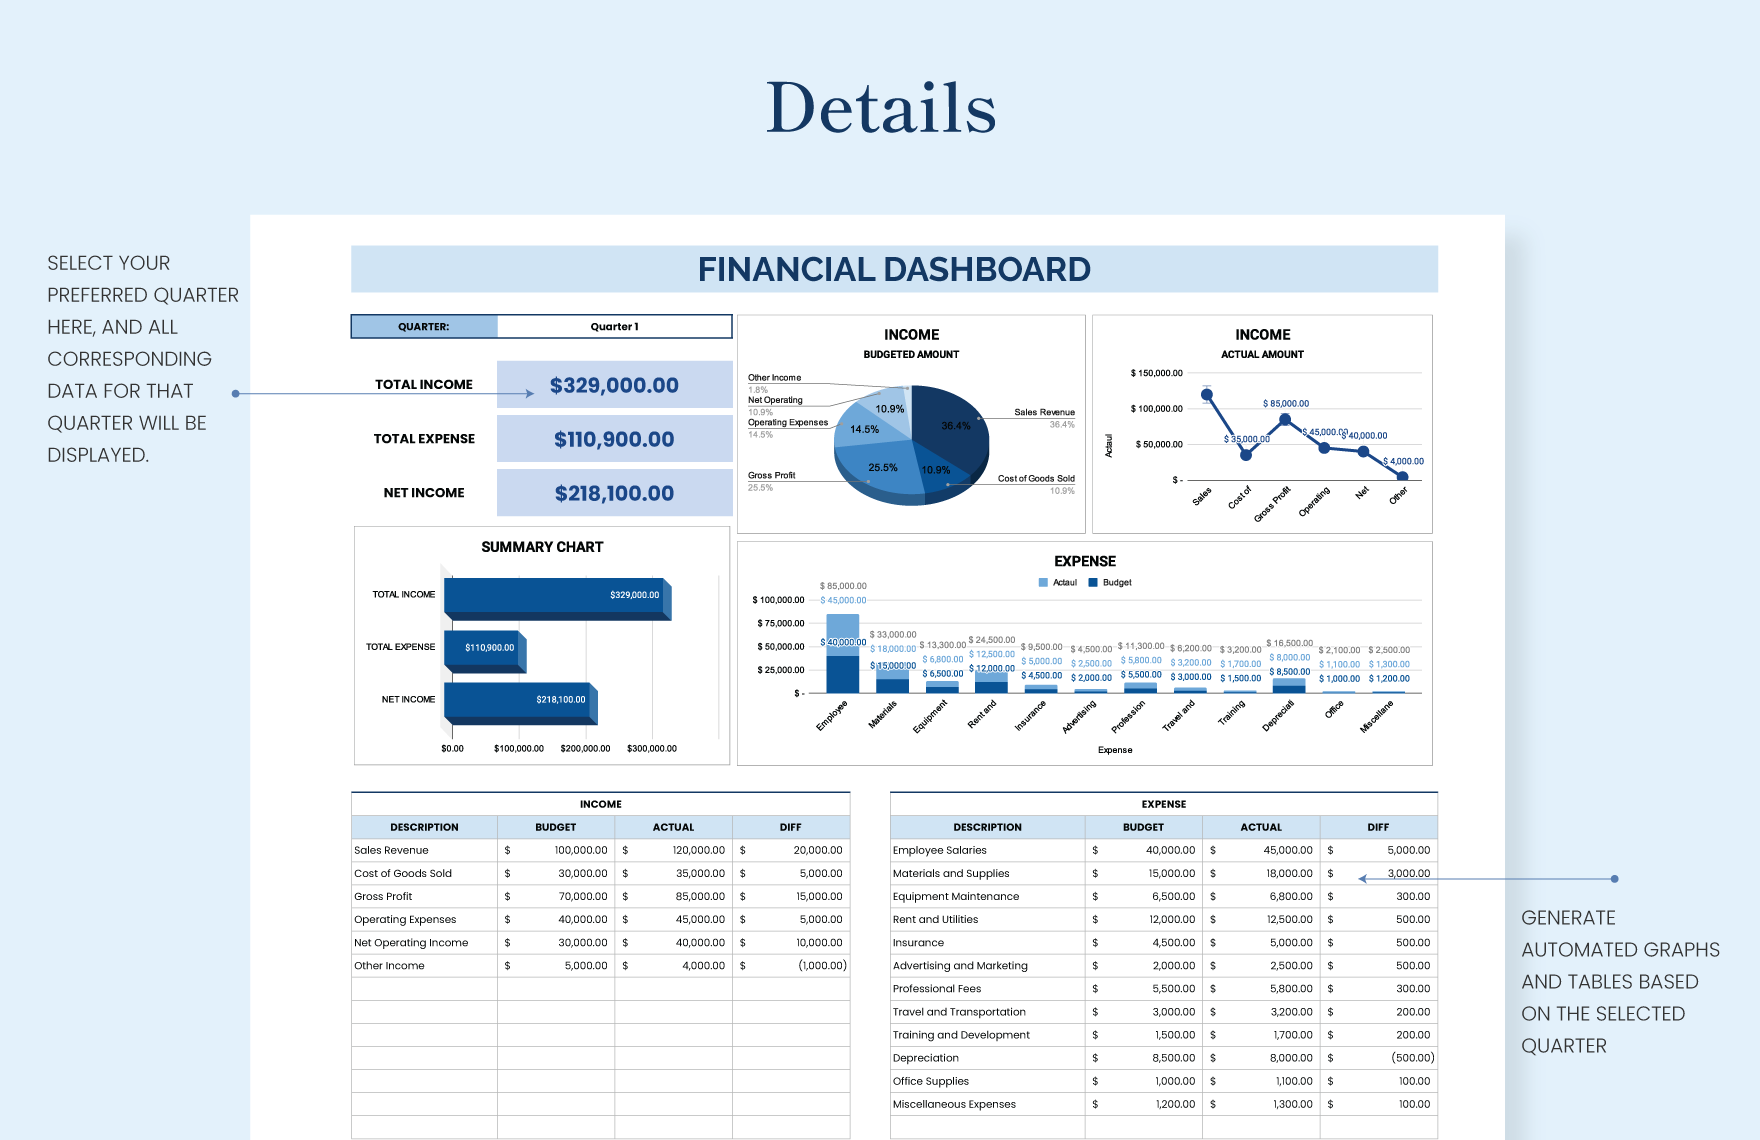 Details
SELECT YOUR
PREFERRED QUARTER
HERE, AND ALL
CORRESPONDING
DATA FOR THAT
QUARTER WILL BE
DISPLAYED.
FINANCIAL DASHBOARD
QUARTER: Quarter 1
TOTAL INCOME $329,000.00
TOTAL EXPENSE $110,900.00
NET INCOME $218,100.00
INCOME
BUDGETED AMOUNT
Other Income
1.8%
Net Operating
10.9%
Operating Expenses
14.5%
Gross Profit
25.5%
Sales Revenue
36.4%
Cost of Goods Sold
10.9%
10.9%
14.5%
25.5%
10.9%
36.4%
INCOME
ACTUAL AMOUNT
Actaul
$ 150,000.00
$ 100,000.00
$ 50,000.00
$ -
$ 35,000.00
$ 85,000.00
$ 45,000.00
$ 40,000.00
$ 4,000.00
Sales
Cost of
Gross Profit
Operating
Net
Other
SUMMARY CHART
TOTAL INCOME $329,000.00
TOTAL EXPENSE $110,900.00
NET INCOME $218,100.00
$0.00 $100,000.00 $200,000.00 $300,000.00
EXPENSE
Actaul Budget
$ 100,000.00
$ 75,000.00
$ 50,000.00
$ 25,000.00
$ -
$ 85,000.00 $ 33,000.00 $ 13,300.00 $ 24,500.00 $ 9,500.00 $ 4,500.00 $ 11,300.00 $ 6,200.00 $ 3,200.00 $ 16,500.00 $ 2,100.00 $ 2,500.00
$ 45,000.00 $ 18,000.00 $ 6,800.00 $ 12,500.00 $ 5,000.00 $ 2,500.00 $ 5,800.00 $ 3,200.00 $ 1,700.00 $ 8,000.00 $ 1,100.00 $ 1,300.00
$ 40,000.00 $ 15,000.00 $ 6,500.00 $ 12,000.00 $ 4,500.00 $ 2,000.00 $ 5,500.00 $ 3,000.00 $ 1,500.00 $ 8,500.00 $ 1,000.00 $ 1,200.00
Employee Materials Equipment Rent and Insurance Advertising Profession Travel and Training Depreciati Office Miscellane
Expense
INCOME
DESCRIPTION BUDGET ACTUAL DIFF
Sales Revenue $ 100,000.00 $ 120,000.00 $ 20,000.00
Cost of Goods Sold $ 30,000.00 $ 35,000.00 $ 5,000.00
Gross Profit $ 70,000.00 $ 85,000.00 $ 15,000.00
Operating Expenses $ 40,000.00 $ 45,000.00 $ 5,000.00
Net Operating Income $ 30,000.00 $ 40,000.00 $ 10,000.00
Other Income $ 5,000.00 $ 4,000.00 $ (1,000.00)
EXPENSE
DESCRIPTION BUDGET ACTUAL DIFF
Employee Salaries $ 40,000.00 $ 45,000.00 $ 5,000.00
Materials and Supplies $ 15,000.00 $ 18,000.00 $ 3,000.00
Equipment Maintenance $ 6,500.00 $ 6,800.00 $ 300.00
Rent and Utilities $ 12,000.00 $ 12,500.00 $ 500.00
Insurance $ 4,500.00 $ 5,000.00 $ 500.00
Advertising and Marketing $ 2,000.00 $ 2,500.00 $ 500.00
Professional Fees $ 5,500.00 $ 5,800.00 $ 300.00
Travel and Transportation $ 3,000.00 $ 3,200.00 $ 200.00
Training and Development $ 1,500.00 $ 1,700.00 $ 200.00
Depreciation $ 8,500.00 $ 8,000.00 $ (500.00)
Office Supplies $ 1,000.00 $ 1,100.00 $ 100.00
Miscellaneous Expenses $ 1,200.00 $ 1,300.00 $ 100.00
GENERATE
AUTOMATED GRAPHS
AND TABLES BASED
ON THE SELECTED
QUARTER